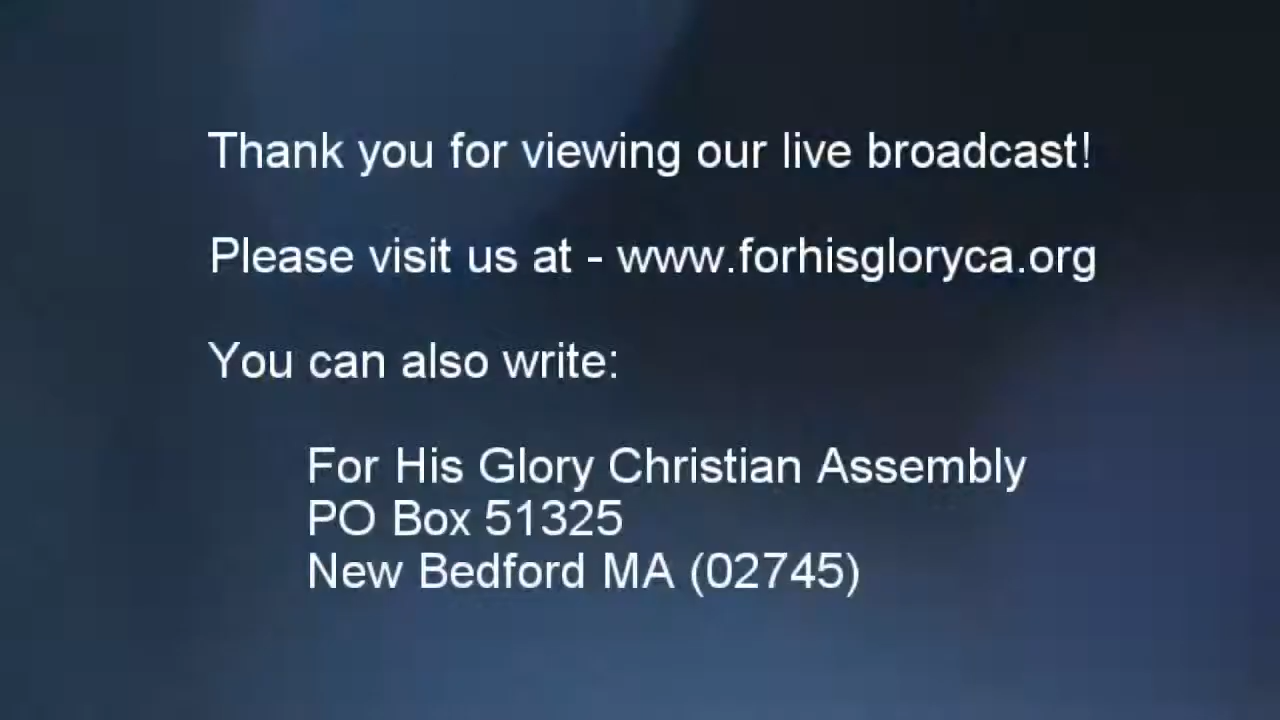 Thank you for viewing our live broadcast!
Please visit us at - www.forhisgloryca.org
You can also write:
For His Glory Christian Assembly
PO Box 51325
New Bedford MA (02745)